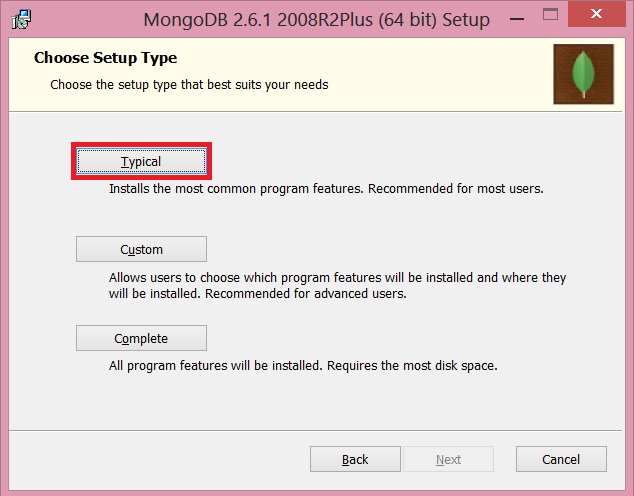 MongoDB 2.6.1 2008R2Plus (64 bit) Setup
Choose Setup Type
Choose the setup type that best suits your needs
Typical
Installs the most common program features. Recommended for most users.
Custom
Allows users to choose which program features will be installed and where they
will be installed. Recommended for advanced users.
Complete
All program features will be installed. Requires the most disk space.
Back
Next
Cancel